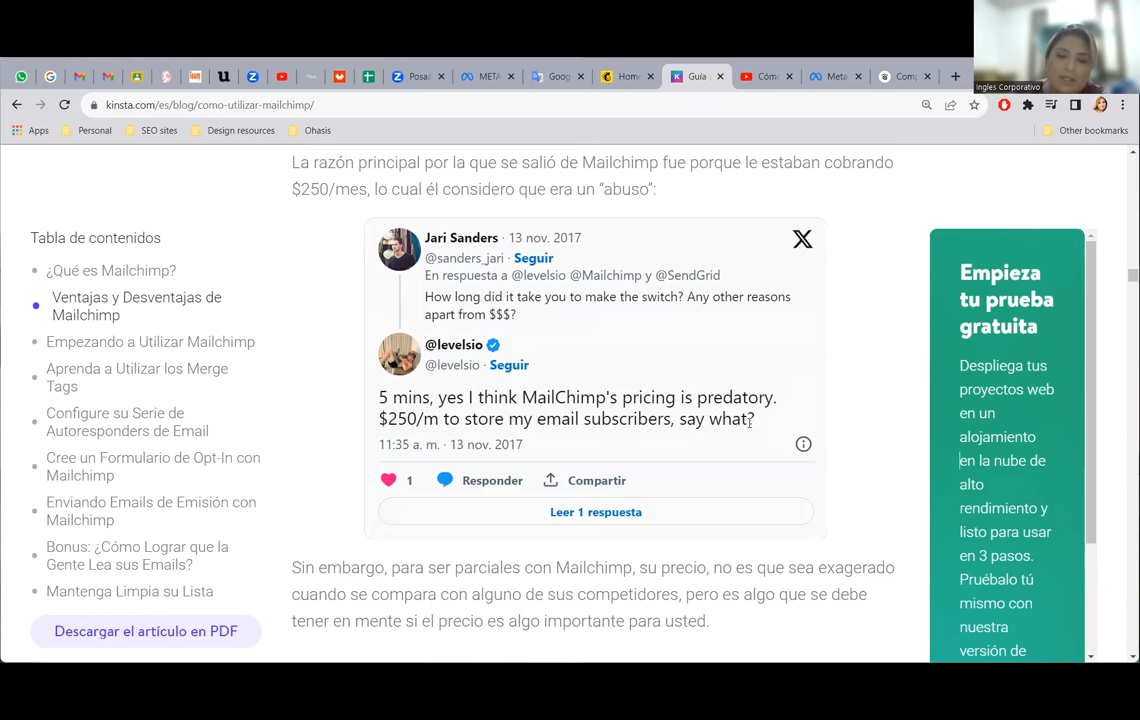 Ingles Corporativo
Posa
META
Goog
Home
Guía
Cómo
Meta
Comp
kinsta.com/es/blog/como-utilizar-mailchimp/
Apps
Personal
SEO sites
Design resources
Ohasis
Other bookmarks
La razón principal por la que se salió de Mailchimp fue porque le estaban cobrando
$250/mes, lo cual él considero que era un “abuso”:
Tabla de contenidos
¿Qué es Mailchimp?
Ventajas y Desventajas de
Mailchimp
Empezando a Utilizar Mailchimp
Aprenda a Utilizar los Merge
Tags
Configure su Serie de
Autoresponders de Email
Cree un Formulario de Opt-In con
Mailchimp
Enviando Emails de Emisión con
Mailchimp
Bonus: ¿Cómo Lograr que la
Gente Lea sus Emails?
Mantenga Limpia su Lista
Descargar el artículo en PDF
Jari Sanders · 13 nov. 2017
@sanders_jari · Seguir
En respuesta a @levelsio @Mailchimp y @SendGrid
How long did it take you to make the switch? Any other reasons
apart from $$$?
@levelsio
@levelsio · Seguir
5 mins, yes I think MailChimp's pricing is predatory.
$250/m to store my email subscribers, say what?
11:35 a. m. · 13 nov. 2017
1 Responder Compartir
Leer 1 respuesta
Sin embargo, para ser parciales con Mailchimp, su precio, no es que sea exagerado
cuando se compara con alguno de sus competidores, pero es algo que se debe
tener en mente si el precio es algo importante para usted.
Empieza
tu prueba
gratuita
Despliega tus
proyectos web
en un
alojamiento
en la nube de
alto
rendimiento y
listo para usar
en 3 pasos.
Pruébalo tú
mismo con
nuestra
versión de